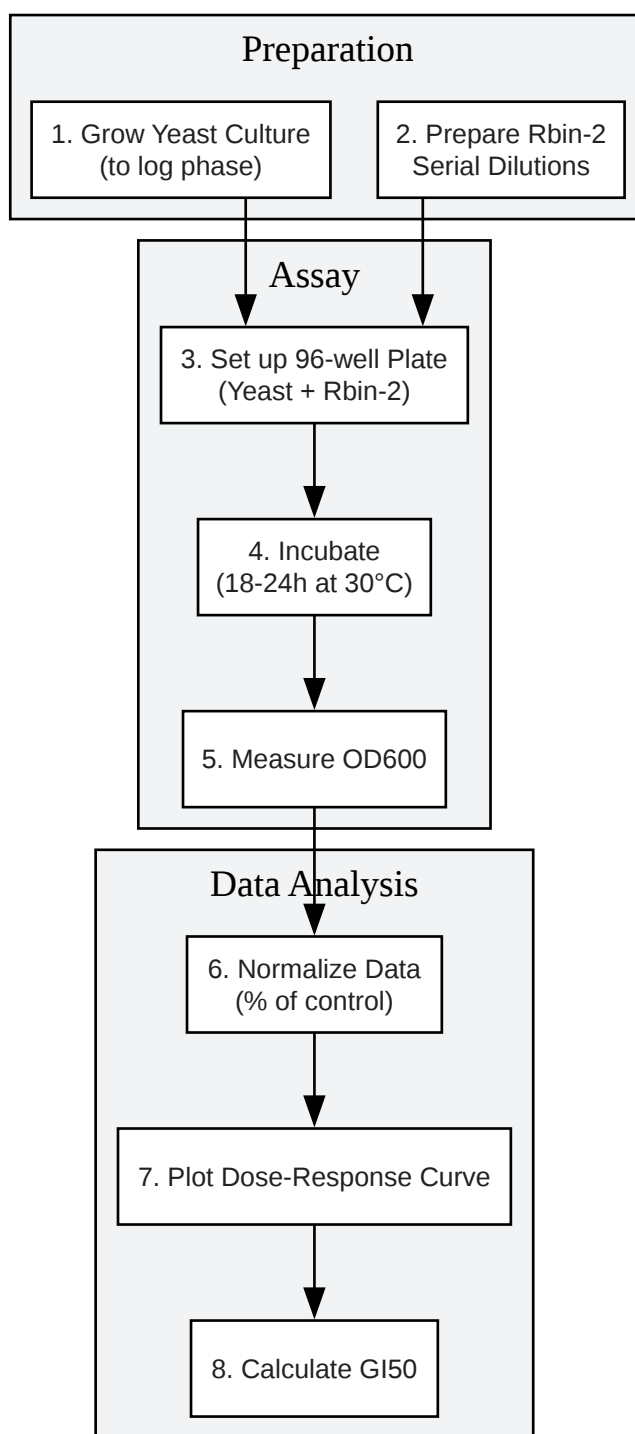 Preparation
1. Grow Yeast Culture
(to log phase)
2. Prepare Rbin-2
Serial Dilutions
Assay
3. Set up 96-well Plate
(Yeast + Rbin-2)
4. Incubate
(18-24h at 30°C)
5. Measure OD600
Data Analysis
6. Normalize Data
(% of control)
7. Plot Dose-Response Curve
8. Calculate GI50